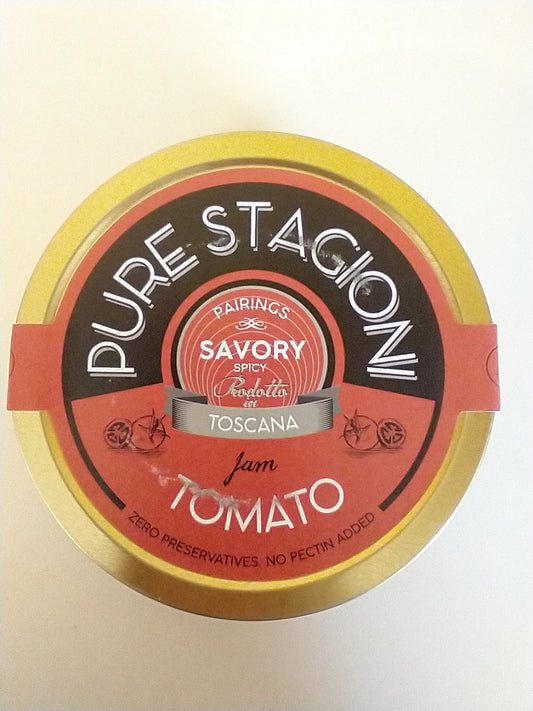 PURE STAGIONI
PAIRINGS
SAVORY
SPICY
Prodotto
in
TOSCANA
Jam
TOMATO
ZERO PRESERVATIVES. NO PECTIN ADDED